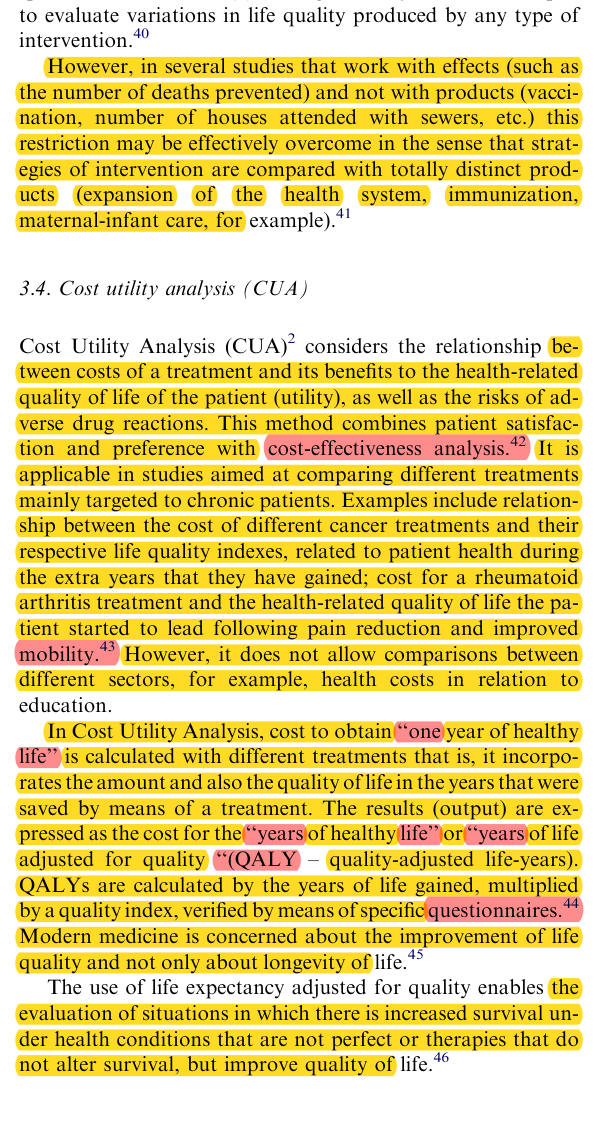 to evaluate variations in life quality produced by any type of
intervention.40
However, in several studies that work with effects (such as
the number of deaths prevented) and not with products (vacci-
nation, number of houses attended with sewers, etc.) this
restriction may be effectively overcome in the sense that strat-
egies of intervention are compared with totally distinct prod-
ucts (expansion of the health system, immunization,
maternal-infant care, for example).41
3.4. Cost utility analysis (CUA)
Cost Utility Analysis (CUA)2 considers the relationship be-
tween costs of a treatment and its benefits to the health-related
quality of life of the patient (utility), as well as the risks of ad-
verse drug reactions. This method combines patient satisfac-
tion and preference with cost-effectiveness analysis.42 It is
applicable in studies aimed at comparing different treatments
mainly targeted to chronic patients. Examples include relation-
ship between the cost of different cancer treatments and their
respective life quality indexes, related to patient health during
the extra years that they have gained; cost for a rheumatoid
arthritis treatment and the health-related quality of life the pa-
tient started to lead following pain reduction and improved
mobility.43 However, it does not allow comparisons between
different sectors, for example, health costs in relation to
education.
In Cost Utility Analysis, cost to obtain ‘‘one year of healthy
life’’ is calculated with different treatments that is, it incorpo-
rates the amount and also the quality of life in the years that were
saved by means of a treatment. The results (output) are ex-
pressed as the cost for the ‘‘years of healthy life’’ or ‘‘years of life
adjusted for quality ‘‘(QALY – quality-adjusted life-years).
QALYs are calculated by the years of life gained, multiplied
by a quality index, verified by means of specific questionnaires.44
Modern medicine is concerned about the improvement of life
quality and not only about longevity of life.45
The use of life expectancy adjusted for quality enables the
evaluation of situations in which there is increased survival un-
der health conditions that are not perfect or therapies that do
not alter survival, but improve quality of life.46